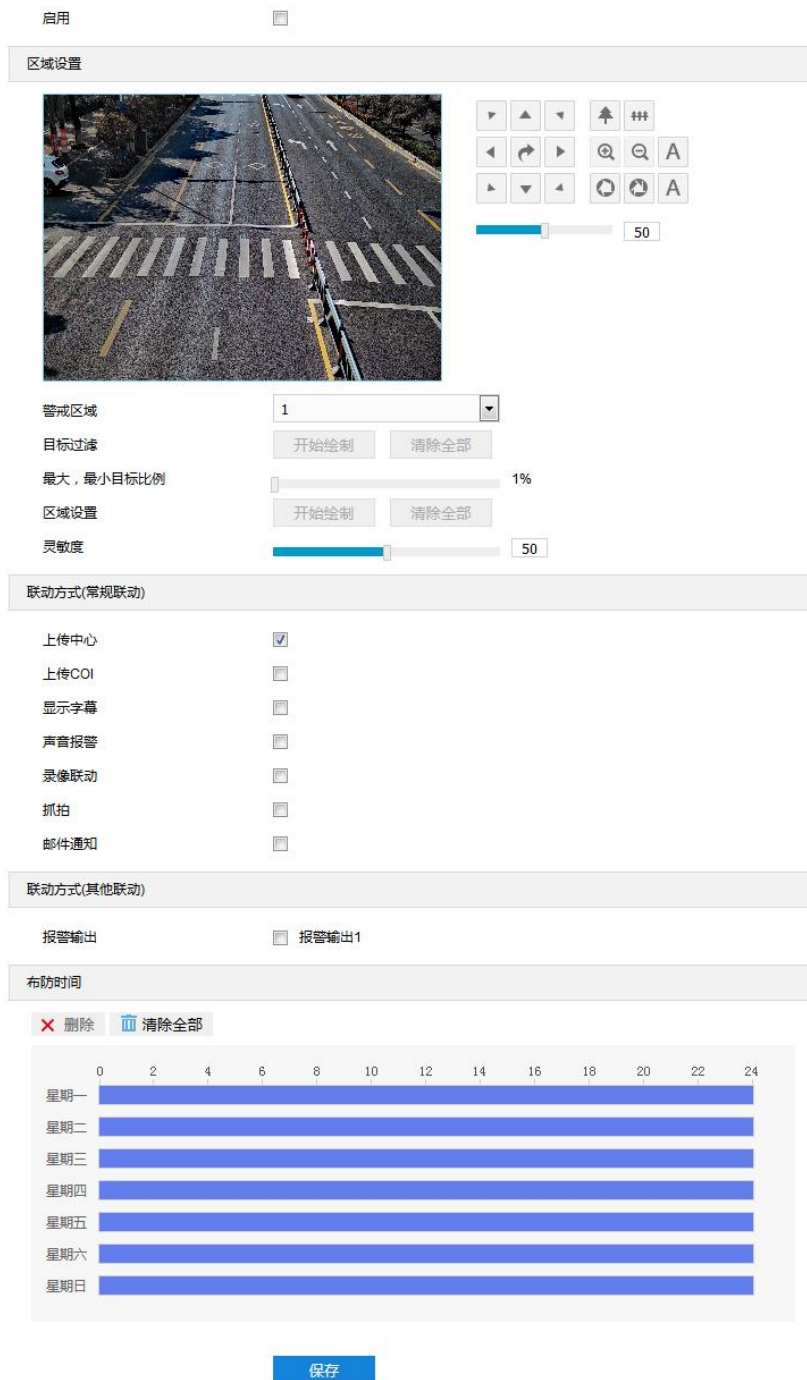 启用
区域设置
A
A
50
警戒区域 1
目标过滤 开始绘制 清除全部
最大，最小目标比例 1%
区域设置 开始绘制 清除全部
灵敏度 50
联动方式(常规联动)
上传中心
上传COI
显示字幕
声音报警
录像联动
抓拍
邮件通知
联动方式(其他联动)
报警输出 报警输出1
布防时间
删除 清除全部
0 2 4 6 8 10 12 14 16 18 20 22 24
星期一
星期二
星期三
星期四
星期五
星期六
星期日
保存